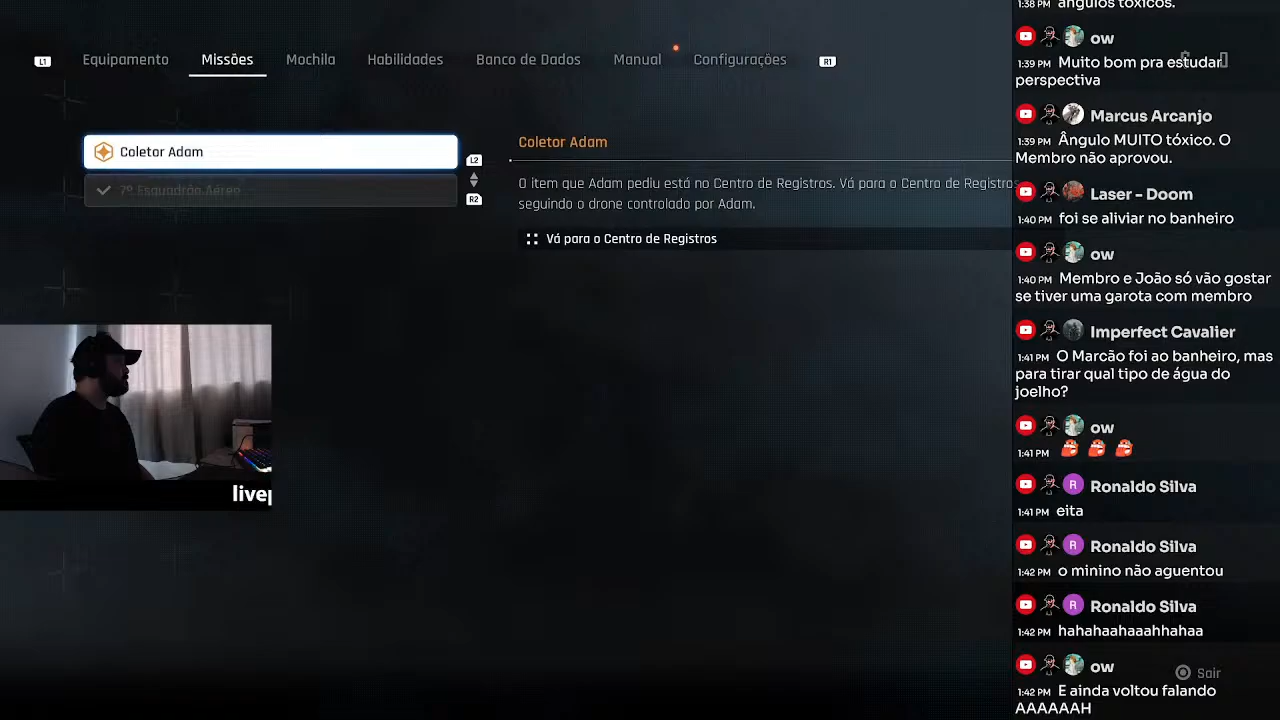 L1 Equipamento Missões Mochila Habilidades Banco de Dados Manual Configurações R1
Coletor Adam
7º Esquadrão Aéreo
L2
R2
Coletor Adam
O item que Adam pediu está no Centro de Registros. Vá para o Centro de Registros
seguindo o drone controlado por Adam.
Vá para o Centro de Registros
livep
1:38 PM ângulos tóxicos.
ow
1:39 PM Muito bom pra estudar
perspectiva
Marcus Arcanjo
1:39 PM Ângulo MUITO tóxico. O
Membro não aprovou.
Laser - Doom
1:40 PM foi se aliviar no banheiro
ow
1:40 PM Membro e João só vão gostar
se tiver uma garota com membro
Imperfect Cavalier
1:41 PM O Marcão foi ao banheiro, mas
para tirar qual tipo de água do
joelho?
ow
1:41 PM
R Ronaldo Silva
1:41 PM eita
R Ronaldo Silva
1:42 PM o minino não aguentou
R Ronaldo Silva
1:42 PM hahahaahaaahhahaa
ow
1:42 PM E ainda voltou falando
AAAAAAH
Sair